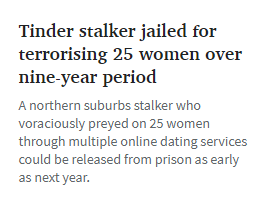 Tinder stalker jailed for
terrorising 25 women over
nine-year period
A northern suburbs stalker who
voraciously preyed on 25 women
through multiple online dating services
could be released from prison as early
as next year.